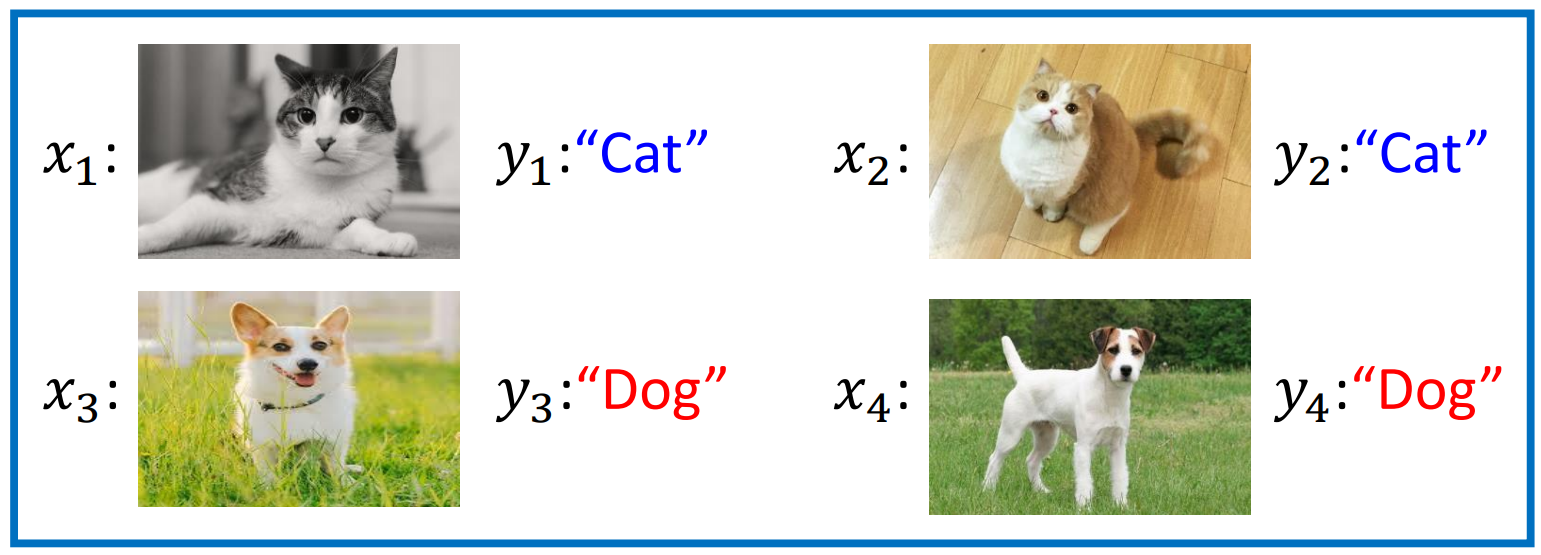 x₁: y₁:“Cat” x₂: y₂:“Cat”
x₃: y₃:“Dog” x₄: y₄:“Dog”